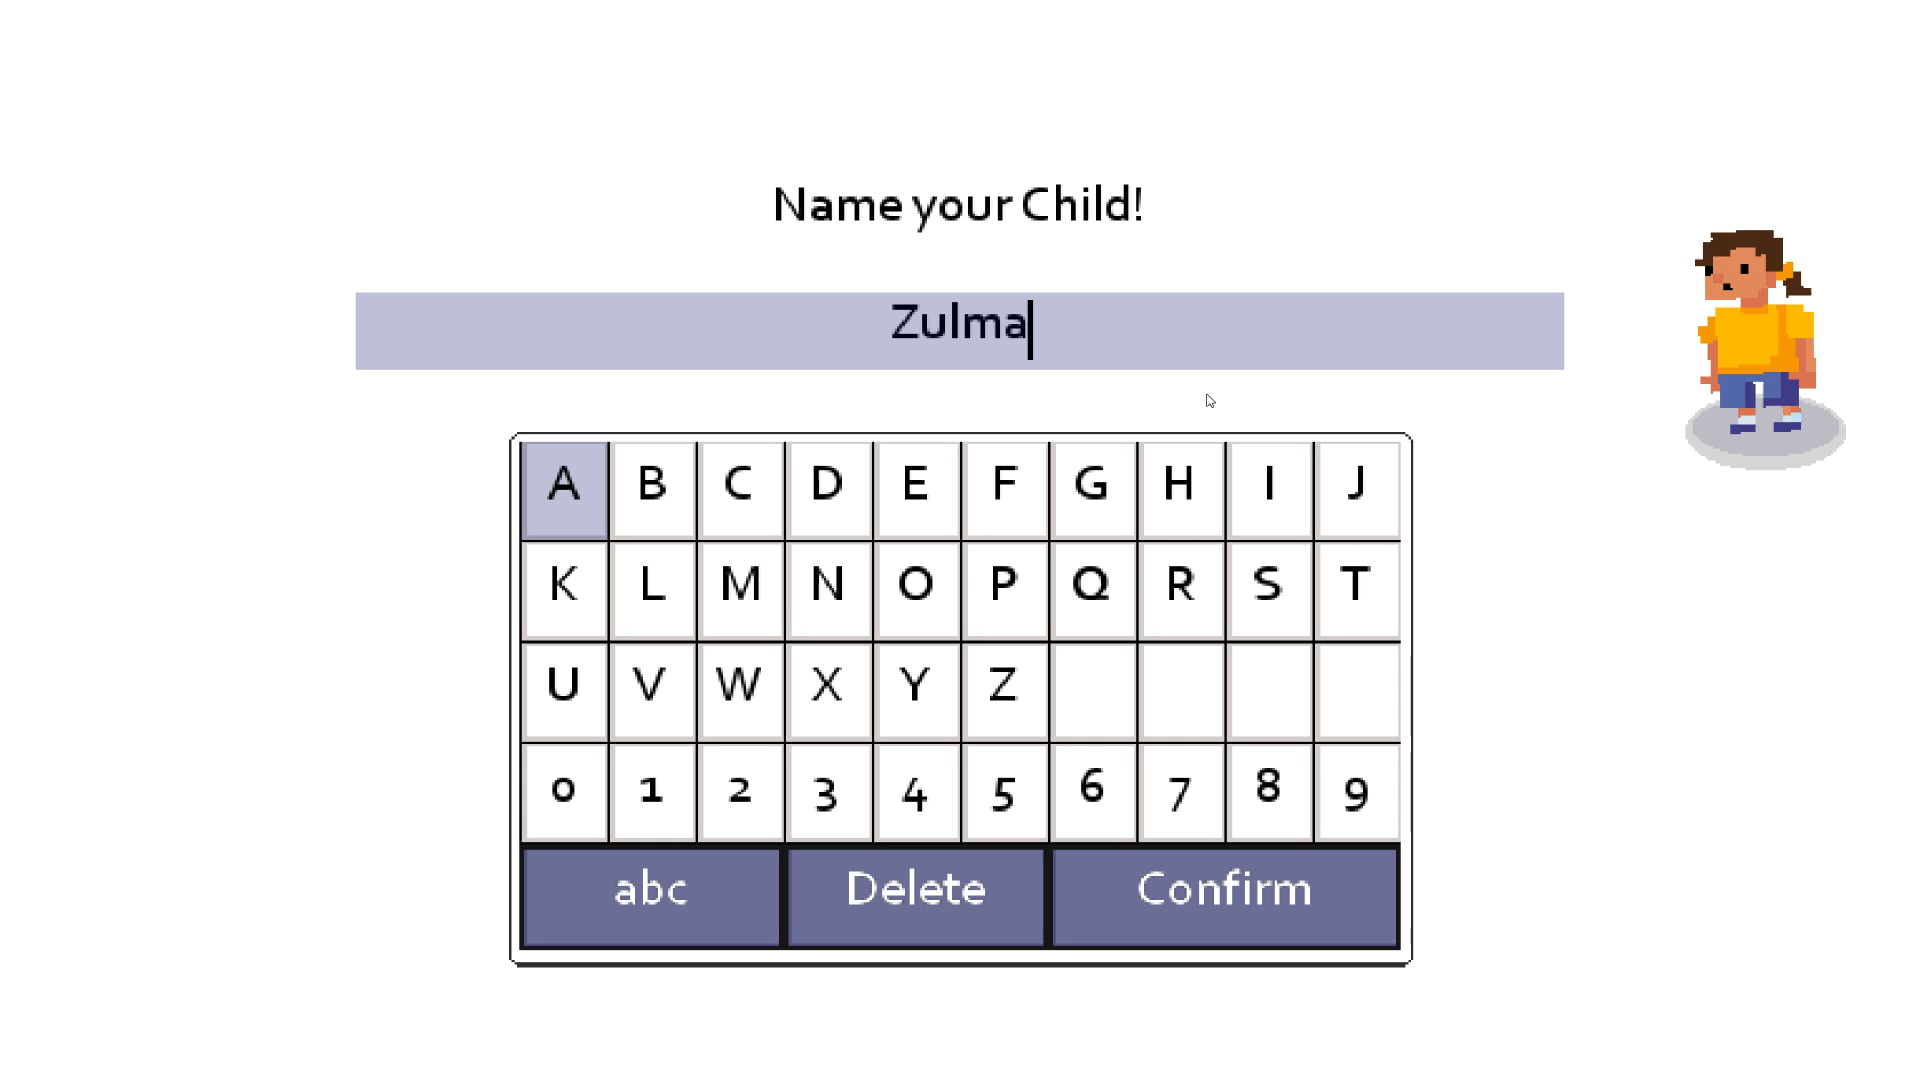 Name your Child!
Zulma
A B C D E F G H I J
K L M N O P Q R S T
U V W X Y Z
0 1 2 3 4 5 6 7 8 9
abc Delete Confirm